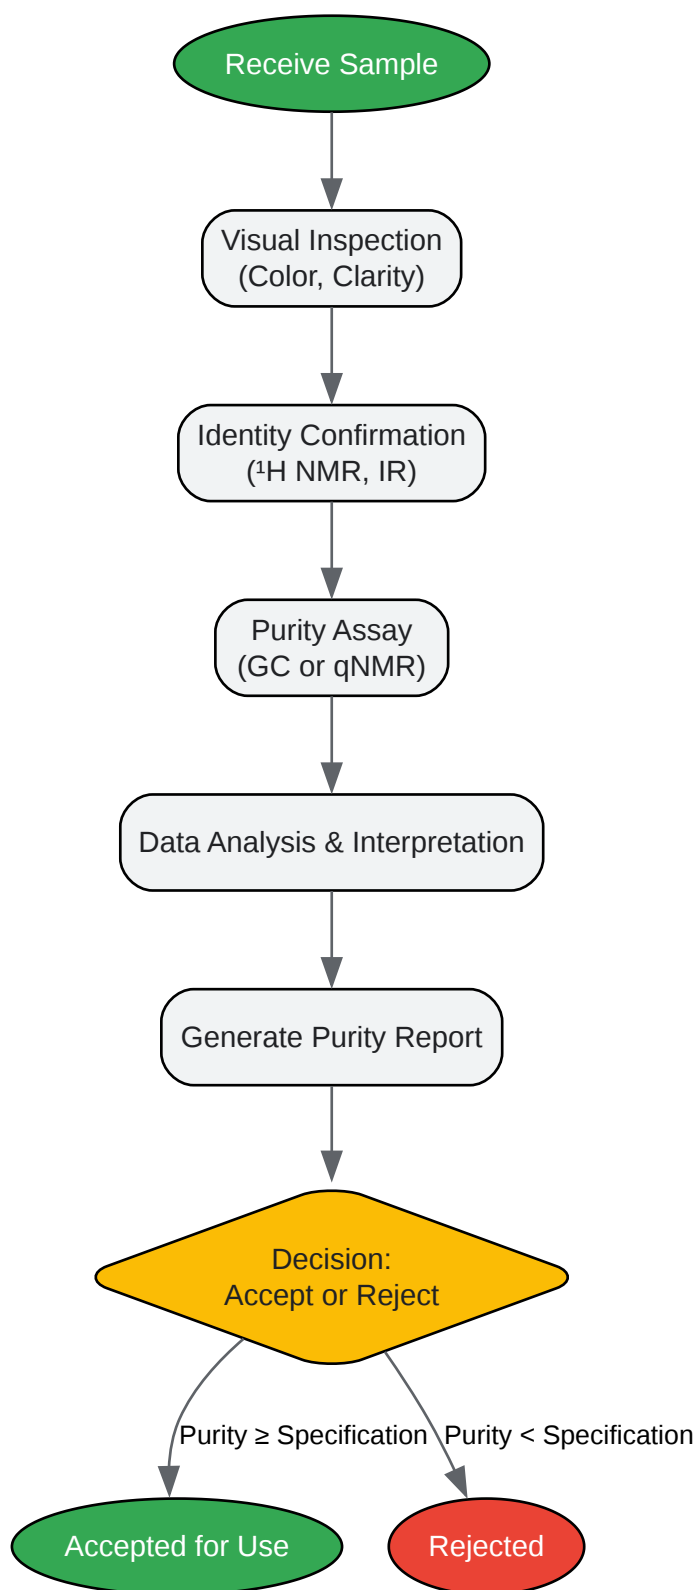 Receive Sample
Visual Inspection
(Color, Clarity)
Identity Confirmation
(¹H NMR, IR)
Purity Assay
(GC or qNMR)
Data Analysis & Interpretation
Generate Purity Report
Decision:
Accept or Reject
Purity ≥ Specification
Purity < Specification
Accepted for Use
Rejected